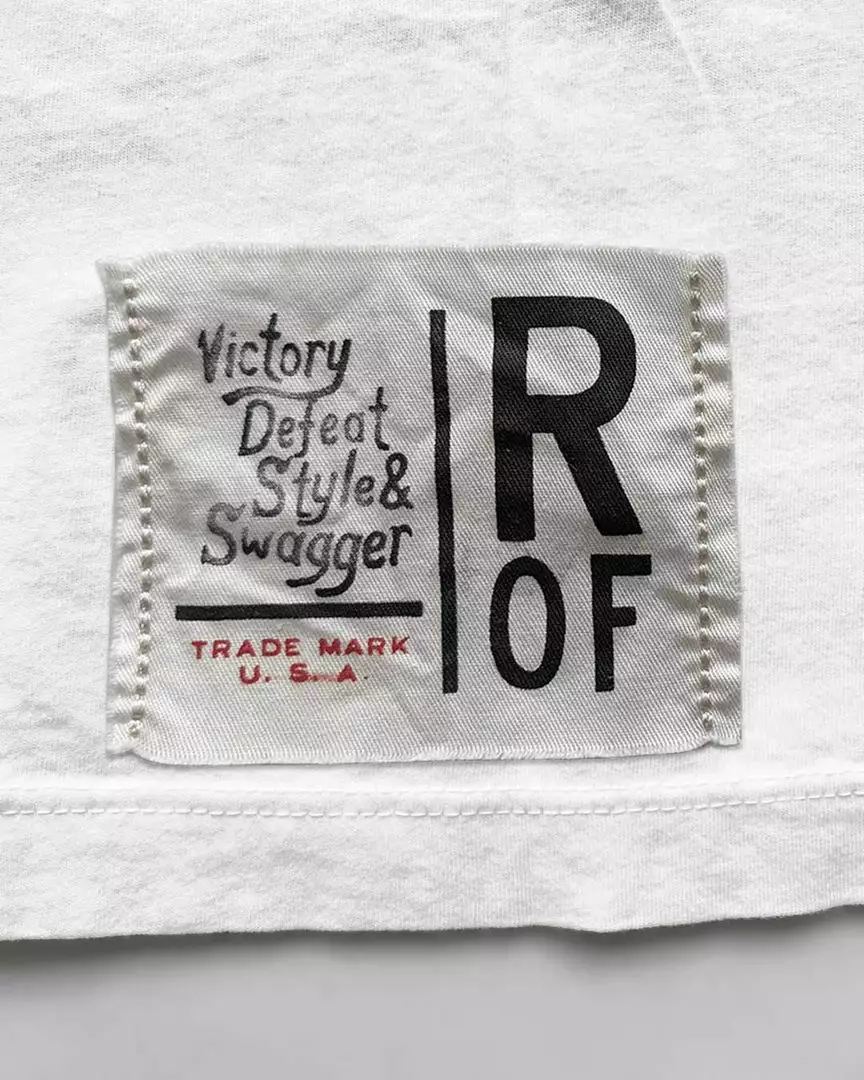 Victory
Defeat
Style &
Swagger
TRADE MARK
U. S. A.
R
OF